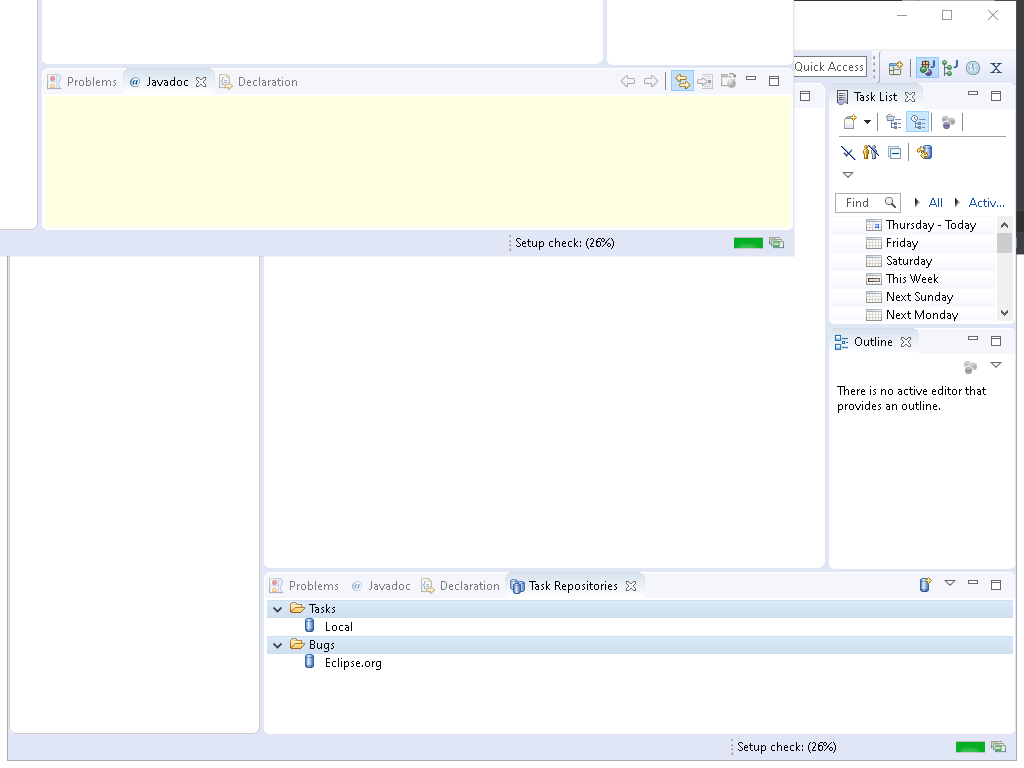 Problems @ Javadoc Declaration
Setup check: (26%)
Quick Access
Task List
Find All Activ...
Thursday - Today
Friday
Saturday
This Week
Next Sunday
Next Monday
Outline
There is no active editor that
provides an outline.
Problems @ Javadoc Declaration Task Repositories
Tasks
Local
Bugs
Eclipse.org
Setup check: (26%)